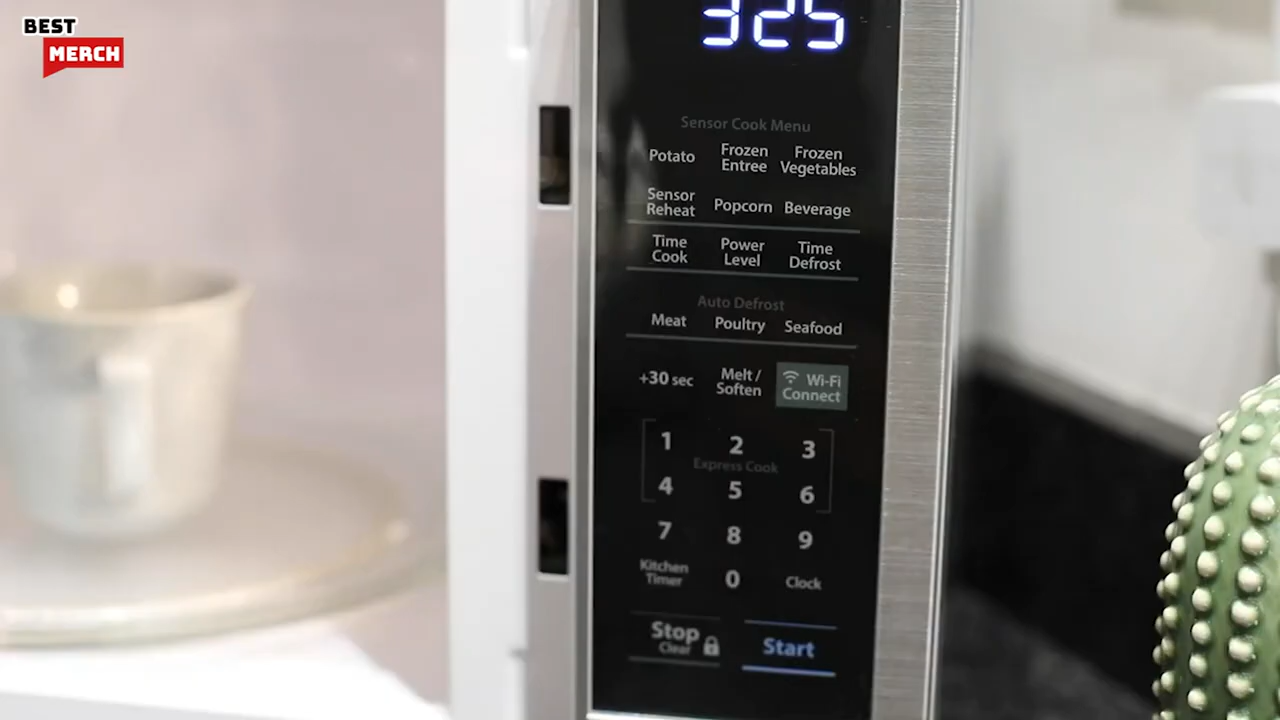 BEST
MERCH
325
Sensor Cook Menu
Potato
Frozen
Entree
Frozen
Vegetables
Sensor
Reheat
Popcorn
Beverage
Time
Cook
Power
Level
Time
Defrost
Auto Defrost
Meat
Poultry
Seafood
+30 sec
Melt /
Soften
Wi-Fi
Connect
1 2 3
Express Cook
4 5 6
7 8 9
Kitchen
Timer
0
Clock
Stop
Clear
Start